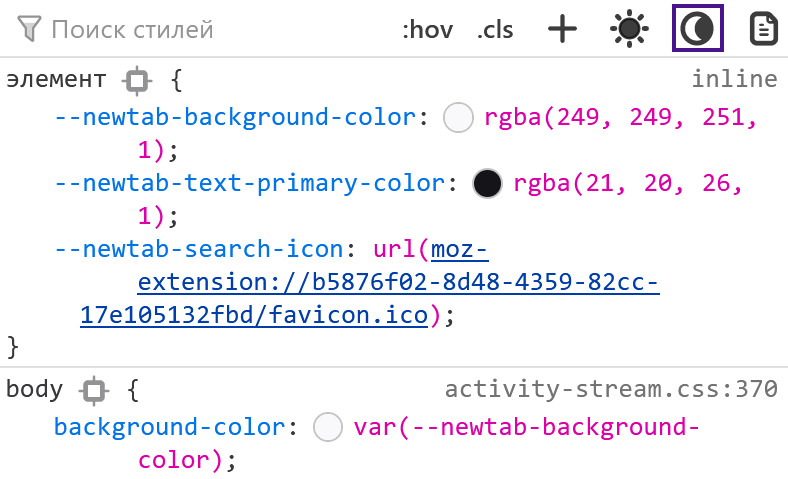 Поиск стилей :hov .cls
элемент { inline
--newtab-background-color: rgba(249, 249, 251,
1);
--newtab-text-primary-color: rgba(21, 20, 26,
1);
--newtab-search-icon: url(moz-
extension://b5876f02-8d48-4359-82cc-
17e105132fbd/favicon.ico);
}
body { activity-stream.css:370
background-color: var(--newtab-background-
color);